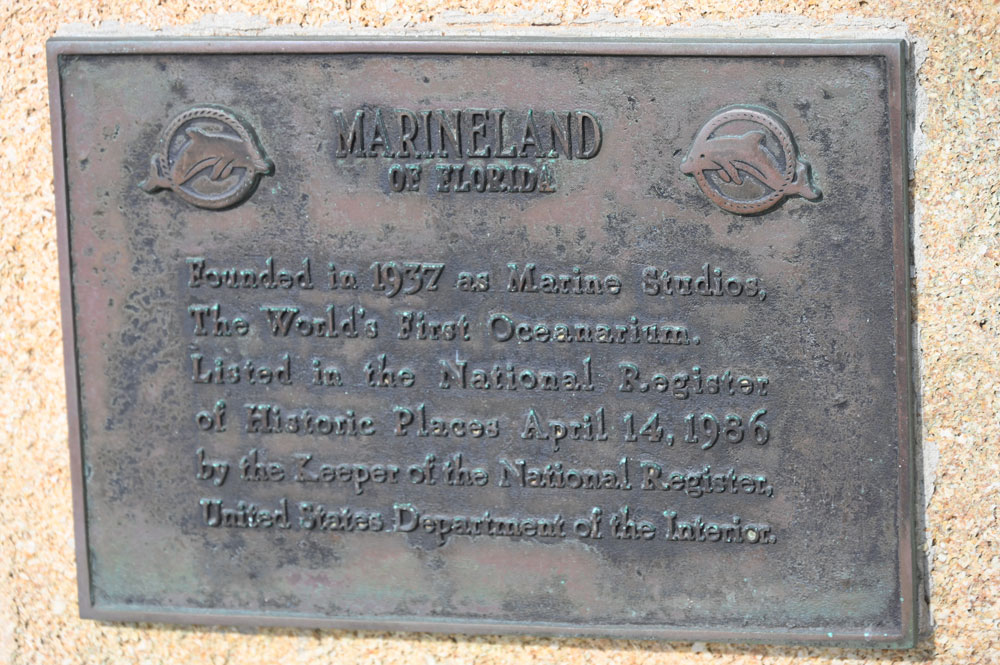 MARINELAND
OF FLORIDA
Founded in 1937 as Marine Studios,
The World's First Oceanarium.
Listed in the National Register
of Historic Places April 14, 1986
by the Keeper of the National Register,
United States Department of the Interior.